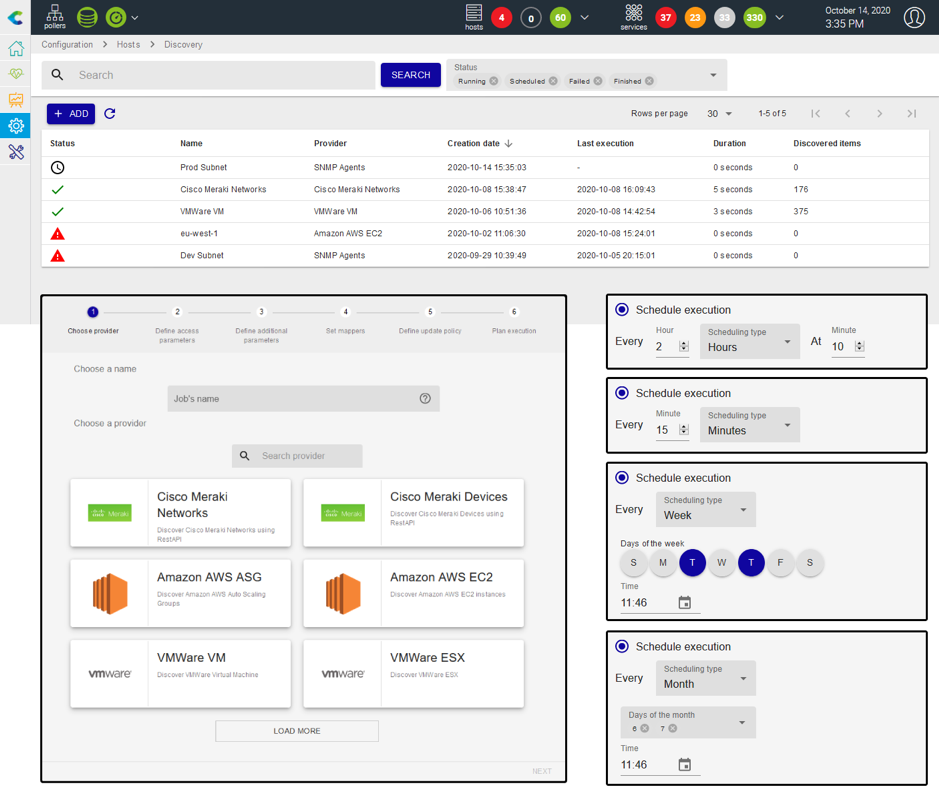 pollers
hosts
4
0
60
services
37
23
33
330
October 14, 2020
3:35 PM
Configuration > Hosts > Discovery
Search
SEARCH
Status
Running Scheduled Failed Finished
+ ADD
Rows per page 30 1-5 of 5
Status Name Provider Creation date Last execution Duration Discovered items
Prod Subnet SNMP Agents 2020-10-14 15:35:03 - 0 seconds 0
Cisco Meraki Networks Cisco Meraki Networks 2020-10-08 15:38:47 2020-10-08 16:09:43 5 seconds 176
VMWare VM VMWare VM 2020-10-06 10:51:36 2020-10-08 14:42:54 3 seconds 375
eu-west-1 Amazon AWS EC2 2020-10-02 11:06:30 2020-10-08 15:24:01 0 seconds 0
Dev Subnet SNMP Agents 2020-09-29 10:39:49 2020-10-05 20:15:01 0 seconds 0
1 2 3 4 5 6
Choose provider Define access parameters Define additional parameters Set mappers Define update policy Plan execution
Choose a name
Job's name
Choose a provider
Search provider
Meraki
Cisco Meraki Networks
Discover Cisco Meraki Networks using RestAPI
Meraki
Cisco Meraki Devices
Discover Cisco Meraki Devices using RestAPI
Amazon AWS ASG
Discover Amazon AWS Auto Scaling Groups
Amazon AWS EC2
Discover Amazon AWS EC2 instances
vmware
VMWare VM
Discover VMWare Virtual Machine
vmware
VMWare ESX
Discover VMWare ESX
LOAD MORE
NEXT
Schedule execution
Every
Hour
2
Scheduling type
Hours
At
Minute
10
Schedule execution
Every
Minute
15
Scheduling type
Minutes
Schedule execution
Every
Scheduling type
Week
Days of the week
S M T W T F S
Time
11:46
Schedule execution
Every
Scheduling type
Month
Days of the month
6 7
Time
11:46